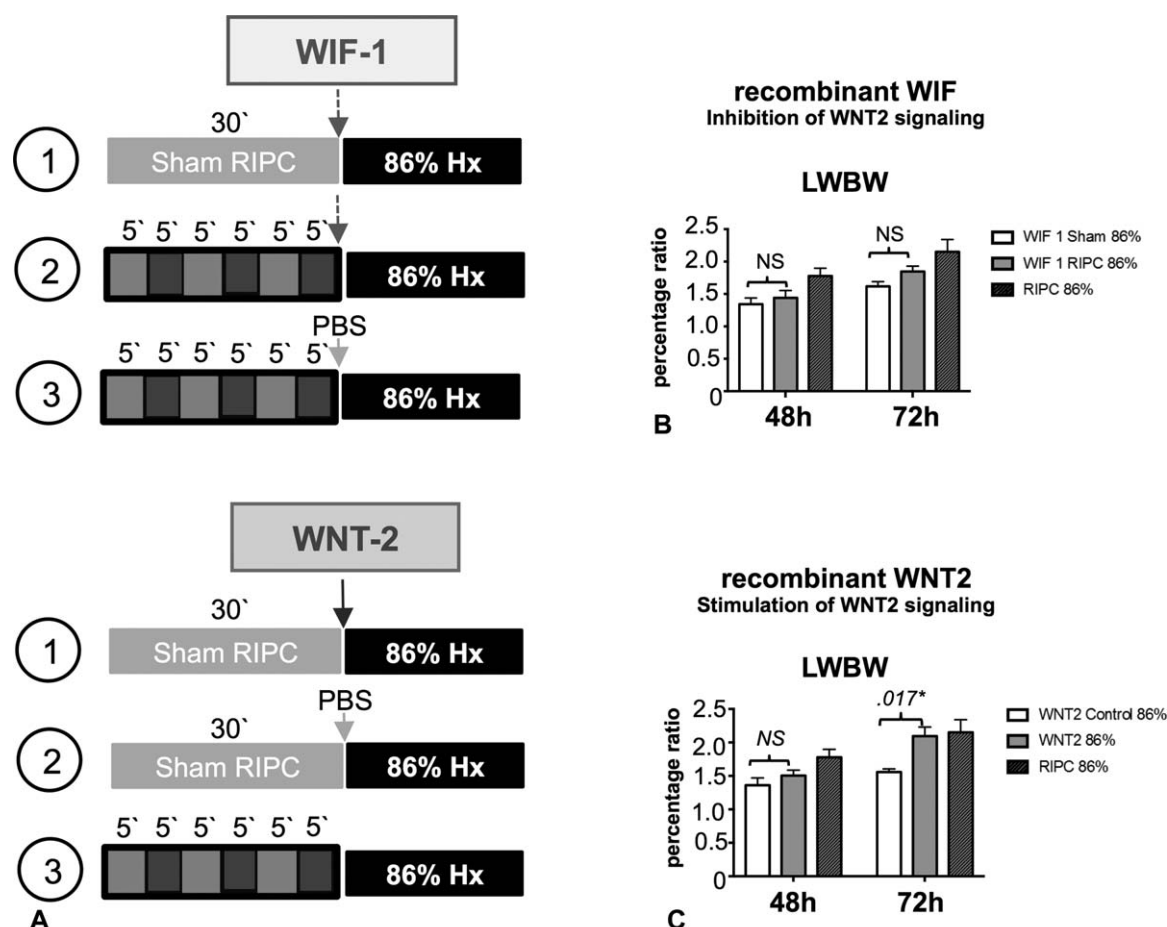 WIF-1
30`
1
Sham RIPC
86% Hx
5` 5` 5` 5` 5` 5`
2
86% Hx
PBS
5` 5` 5` 5` 5` 5`
3
86% Hx
recombinant WIF
Inhibition of WNT2 signaling
LWBW
percentage ratio
2.5
2.0
1.5
1.0
0.5
0
NS
NS
48h
72h
WIF 1 Sham 86%
WIF 1 RIPC 86%
RIPC 86%
B
WNT-2
30`
1
Sham RIPC
86% Hx
PBS
30`
2
Sham RIPC
86% Hx
5` 5` 5` 5` 5` 5`
3
86% Hx
A
recombinant WNT2
Stimulation of WNT2 signaling
LWBW
percentage ratio
2.5
2.0
1.5
1.0
0.5
0
NS
.017*
48h
72h
WNT2 Control 86%
WNT2 86%
RIPC 86%
C